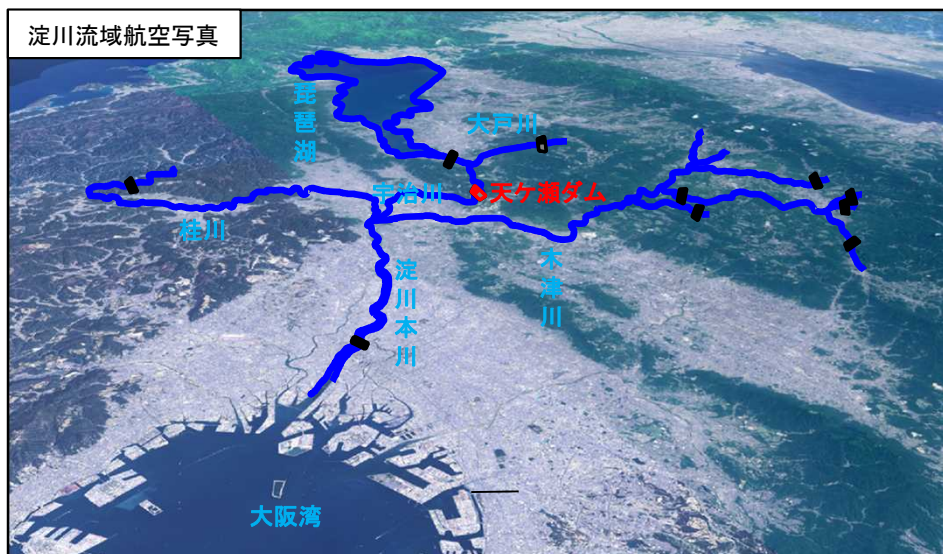 淀川流域航空写真
琵琶湖
大戸川
宇治川
天ケ瀬ダム
桂川
淀川本川
木津川
大阪湾